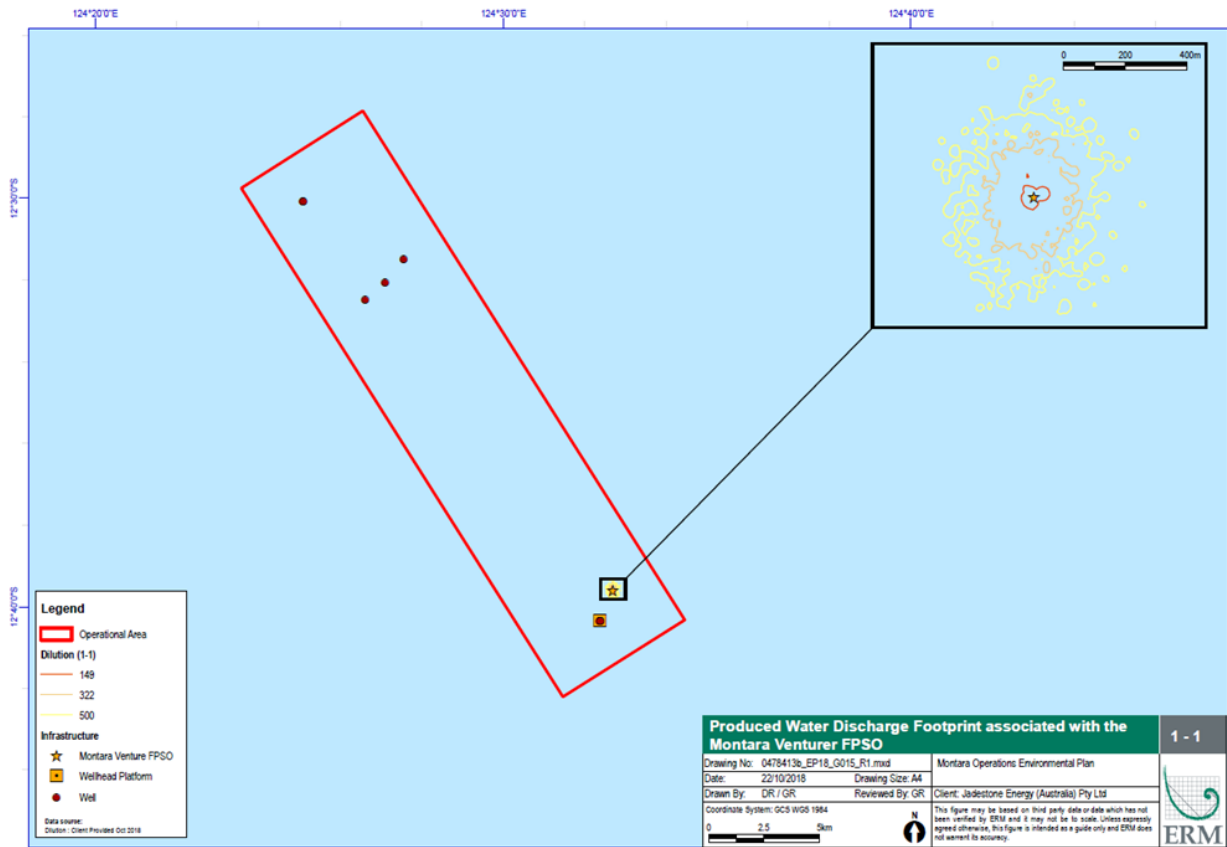 124°20'0"E
124°30'0"E
124°40'0"E
0 200 400m
12°30'0"S
12°40'0"S
Legend
Operational Area
Dilution (1-1)
149
322
500
Infrastructure
Montara Venture FPSO
Wellhead Platform
Well
Data source:
Dilution : Client Provided Oct 2018
Produced Water Discharge Footprint associated with the
Montara Venturer FPSO
1 - 1
Drawing No: 0478413b_EP18_G015_R1.mxd
Montara Operations Environmental Plan
Date: 22/10/2018 Drawing Size: A4
Drawn By: DR / GR Reviewed By: GR
Client: Jadestone Energy (Australia) Pty Ltd
Coordinate System: GCS WGS 1984
0 2.5 5km
N
This figure may be based on third party data or data which has not
been verified by ERM and it may not be to scale. Unless expressly
agreed otherwise, this figure is intended as a guide only and ERM does
not warrant its accuracy.
ERM